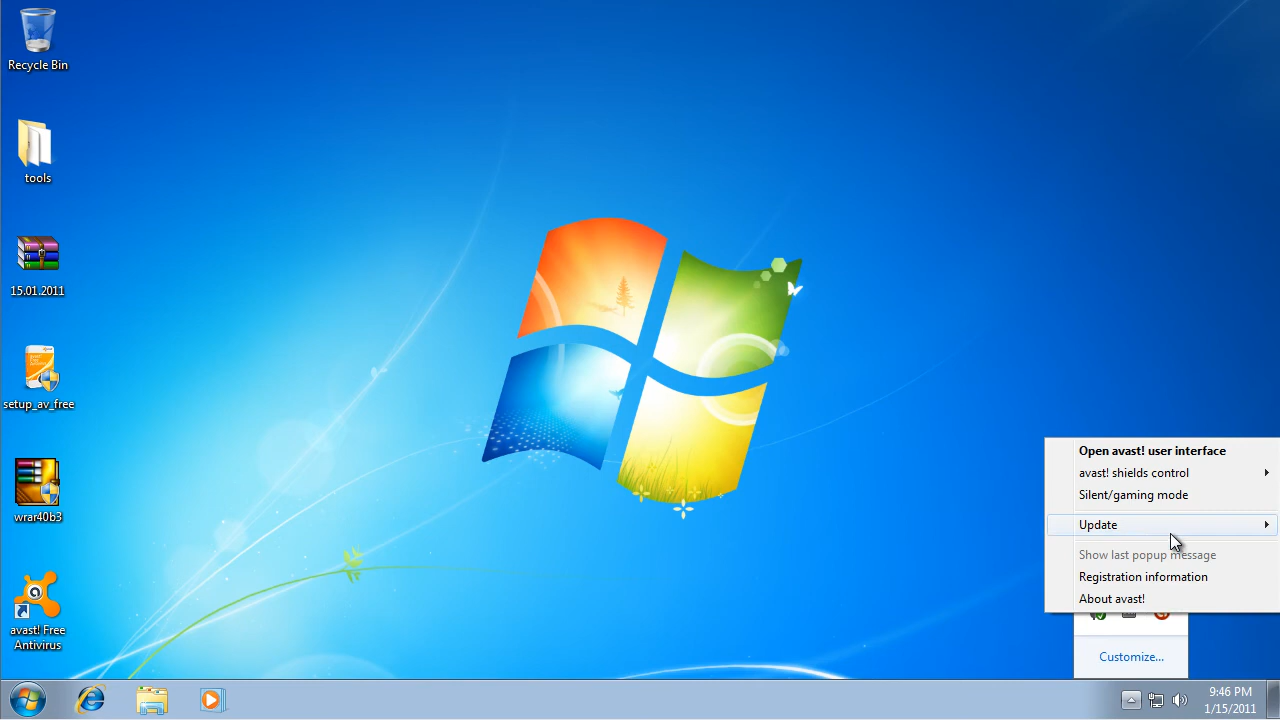 Recycle Bin
tools
15.01.2011
setup_av_free
wrar40b3
avast! Free
Antivirus
Open avast! user interface
avast! shields control
Silent/gaming mode
Update
Show last popup message
Registration information
About avast!
Customize...
9:46 PM
1/15/2011